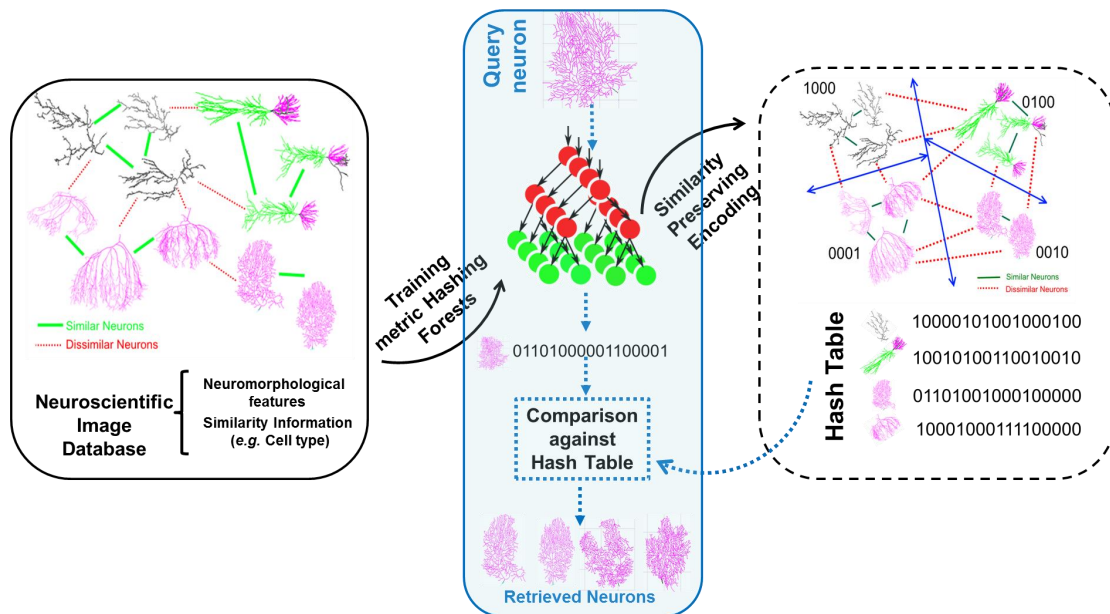 Similar Neurons
Dissimilar Neurons
Neuroscientific
Image
Database
Neuromorphological
features
Similarity Information
(e.g. Cell type)
Training
metric Hashing
Forests
Query
neuron
01101000001100001
Comparison
against
Hash Table
Retrieved Neurons
Similarity
Preserving
Encoding
1000
0100
0001
0010
Similar Neurons
Dissimilar Neurons
Hash Table
10000101001000100
10010100110010010
01101001000100000
10001000111100000